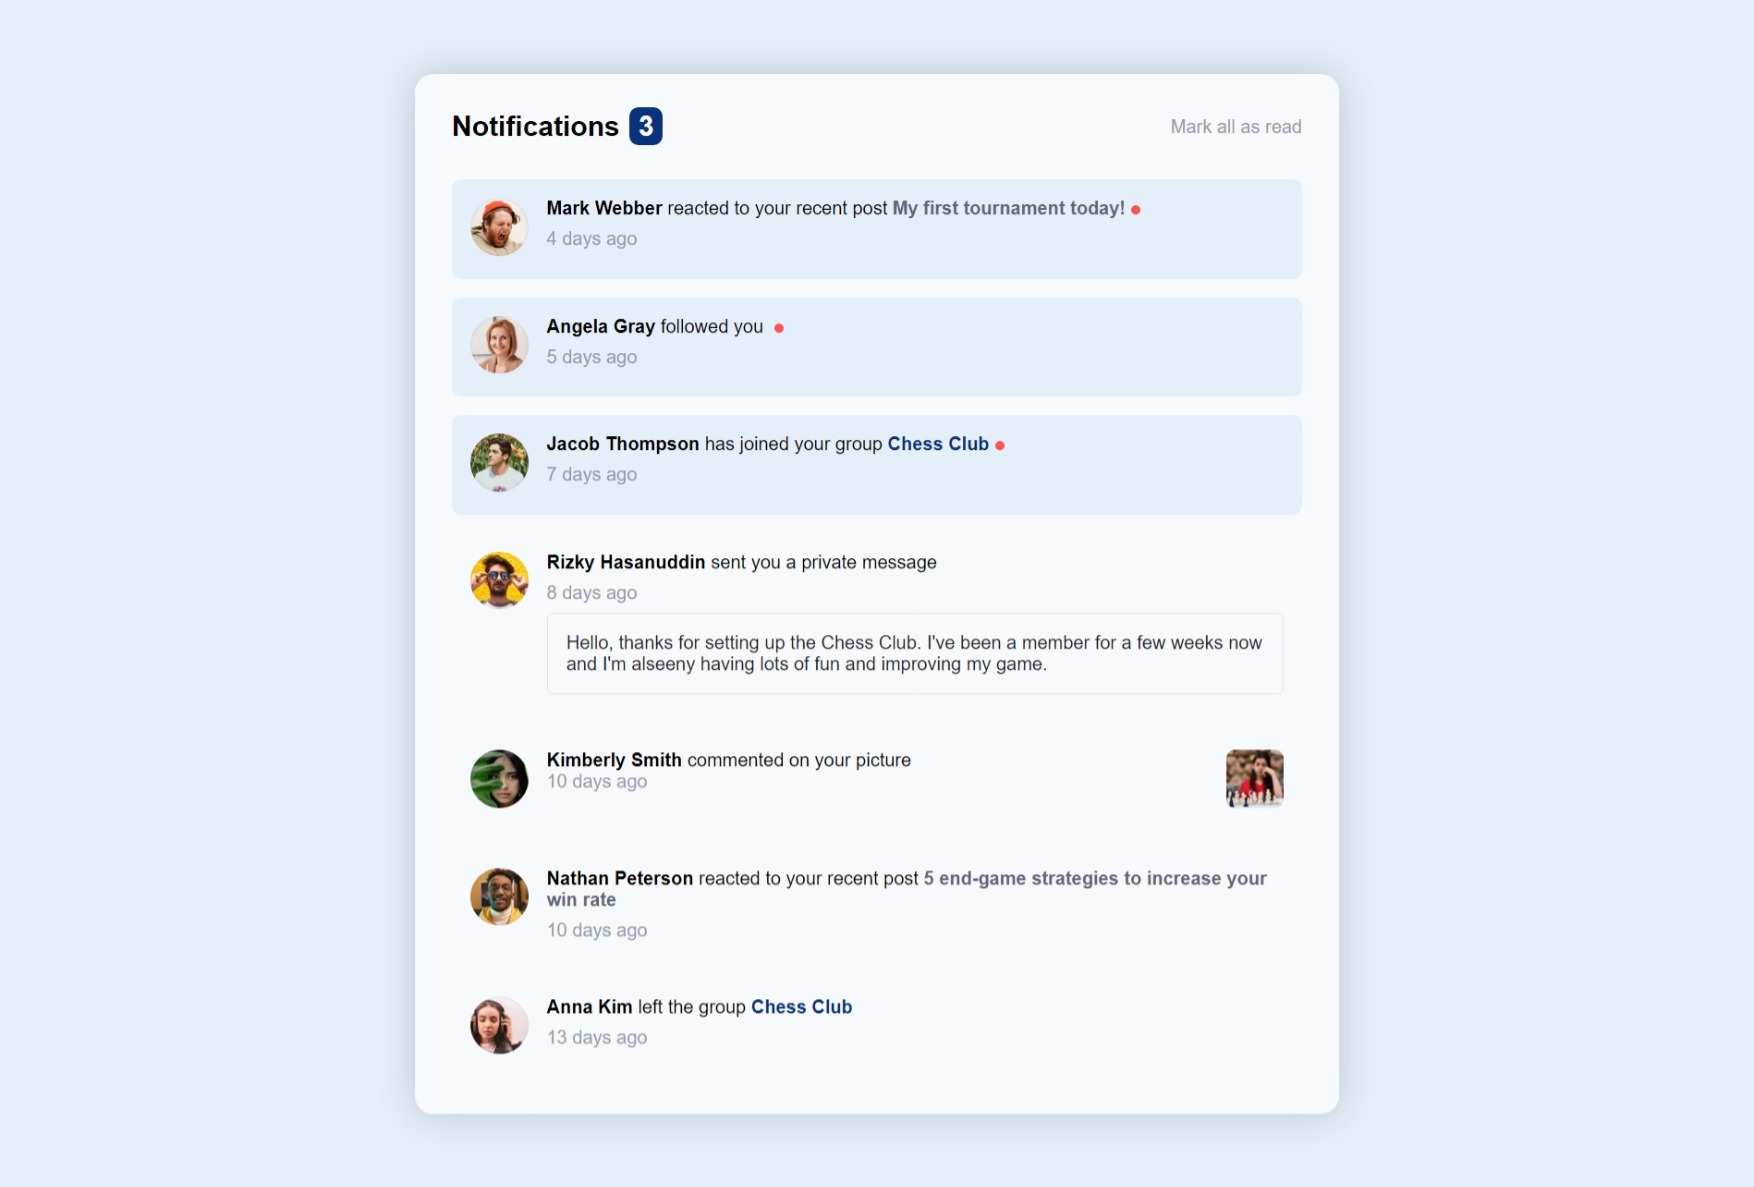 Notifications 3
Mark all as read
Mark Webber reacted to your recent post My first tournament today!
4 days ago
Angela Gray followed you
5 days ago
Jacob Thompson has joined your group Chess Club
7 days ago
Rizky Hasanuddin sent you a private message
8 days ago
Hello, thanks for setting up the Chess Club. I've been a member for a few weeks now
and I'm alseeny having lots of fun and improving my game.
Kimberly Smith commented on your picture
10 days ago
Nathan Peterson reacted to your recent post 5 end-game strategies to increase your
win rate
10 days ago
Anna Kim left the group Chess Club
13 days ago